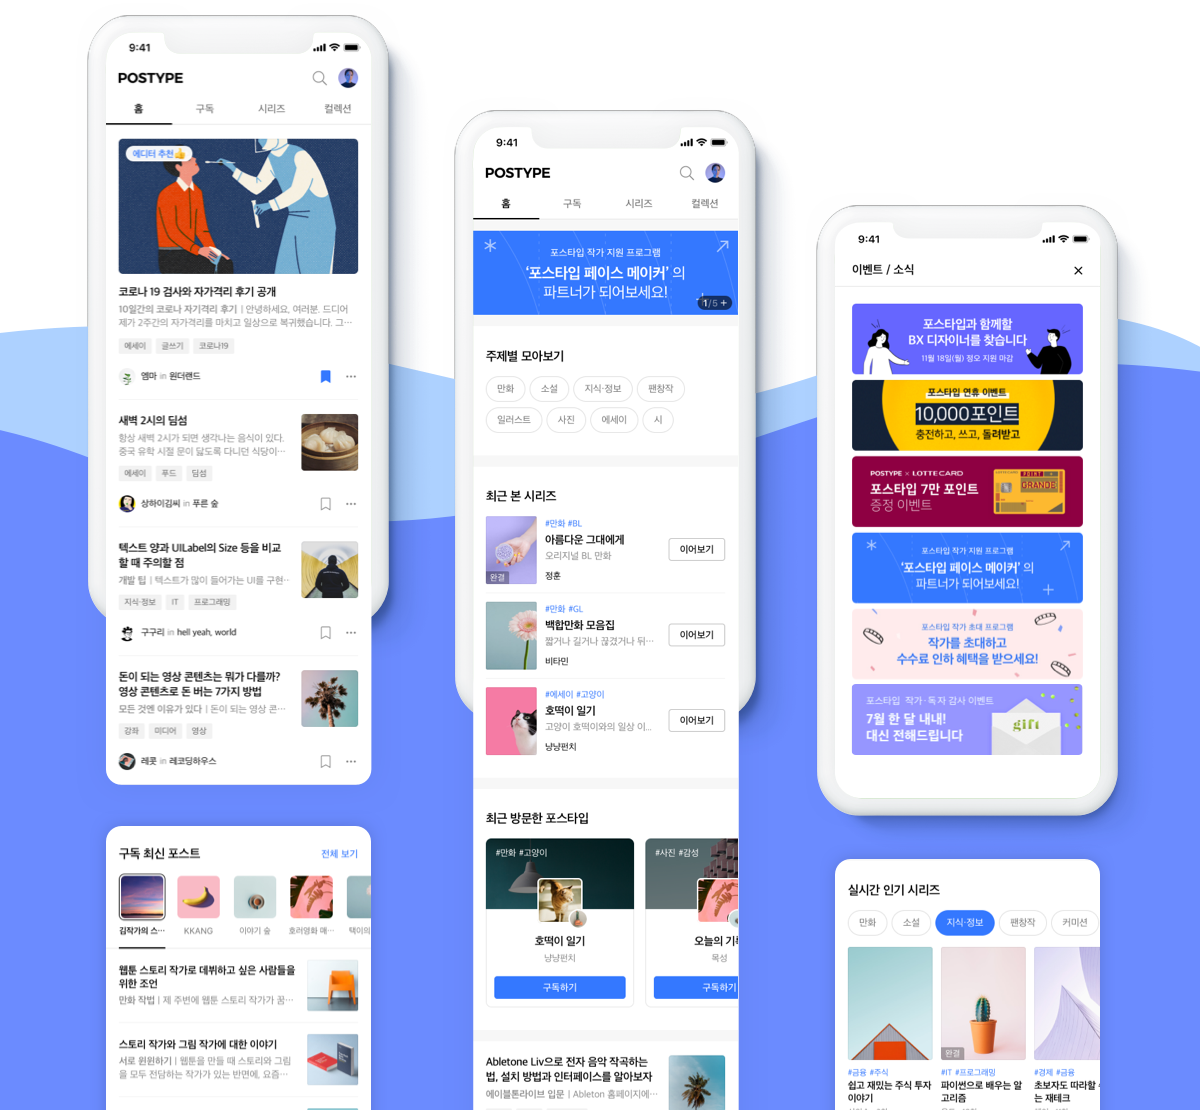 9:41
POSTYPE
홈 구독 시리즈 컬렉션
에디터 추천👍
코로나 19 검사와 자가격리 후기 공개
10일간의 코로나 자기격리 후기 | 안녕하세요, 여러분. 드디어
제가 2주간의 자가격리를 마치고 일상으로 복귀했습니다. 그…
에세이 글쓰기 코로나19
엠마 in 원더랜드
새벽 2시의 딤섬
항상 새벽 2시가 되면 생각나는 음식이 있다.
중국 유학 시절 문이 닳도록 다니던 식당이…
에세이 푸드 딤섬
상하이김씨 in 푸른 숲
텍스트 양과 UILabel의 Size 등을 비교
할 때 주의할 점
개발 팁 | 텍스트가 많이 들어가는 UI를 구현…
지식·정보 IT 프로그래밍
구구리 in hell yeah, world
돈이 되는 영상 콘텐츠는 뭐가 다를까?
영상 콘텐츠로 돈 버는 7가지 방법
모든 것엔 이유가 있다 | 돈이 되는 영상 콘…
강좌 미디어 영상
레콧 in 레코딩하우스
구독 최신 포스트 전체 보기
김작가의 스… KKANG 이야기 숲 호러영화 매… 택이의
웹툰 스토리 작가로 데뷔하고 싶은 사람들을
위한 조언
만화 작법 | 제 주변에 웹툰 스토리 작가가 꿈…
스토리 작가와 그림 작가에 대한 이야기
서로 윈윈하기 | 웹툰을 만들 때 스토리와 그림
을 모두 전담하는 작가가 있는 반면에, 요즘…
9:41
POSTYPE
홈 구독 시리즈 컬렉션
포스타입 작가 지원 프로그램
‘포스타입 페이스 메이커’ 의
파트너가 되어보세요!
1/5 +
주제별 모아보기
만화 소설 지식·정보 팬창작
일러스트 사진 에세이 시
최근 본 시리즈
#만화 #BL
아름다운 그대에게
오리지널 BL 만화
정훈
완결
이어보기
#만화 #GL
백합만화 모음집
짧거나 길거나 끊겼거나 뒤…
비타민
이어보기
#에세이 #고양이
호떡이 일기
고양이 호떡이와의 일상 이…
냥냥펀치
이어보기
최근 방문한 포스타입
#만화 #고양이
호떡이 일기
냥냥펀치
구독하기
#사진 #감성
오늘의 기
목성
구독하기
Abletone Liv으로 전자 음악 작곡하는
법, 설치 방법과 인터페이스를 알아보자
에이블톤라이브 입문 | Ableton 홈페이지에…
9:41
이벤트 / 소식
포스타입과 함께할
BX 디자이너를 찾습니다
11월 18일(월) 정오 지원 마감
포스타입 연휴 이벤트
10,000포인트
충전하고, 쓰고, 돌려받고
POSTYPE × LOTTE CARD
포스타입 7만 포인트
증정 이벤트
POINT
GRANDE
포스타입 작가 지원 프로그램
‘포스타입 페이스 메이커’ 의
파트너가 되어보세요!
포스타입 작가 초대 프로그램
작가를 초대하고
수수료 인하 혜택을 받으세요!
포스타입 작가·독자 감사 이벤트
7월 한 달 내내!
대신 전해드립니다
gift
실시간 인기 시리즈
만화 소설 지식·정보 팬창작 커미션
#금융 #주식
쉽고 재밌는 주식 투자
이야기
완결
#IT #프로그래밍
파이썬으로 배우는 알
고리즘
#경제 #금융
초보자도 따라할
는 재테크